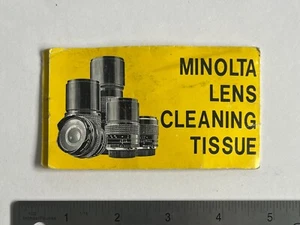 MINOLTA
LENS
CLEANING
TISSUE
1 2 3 4 5